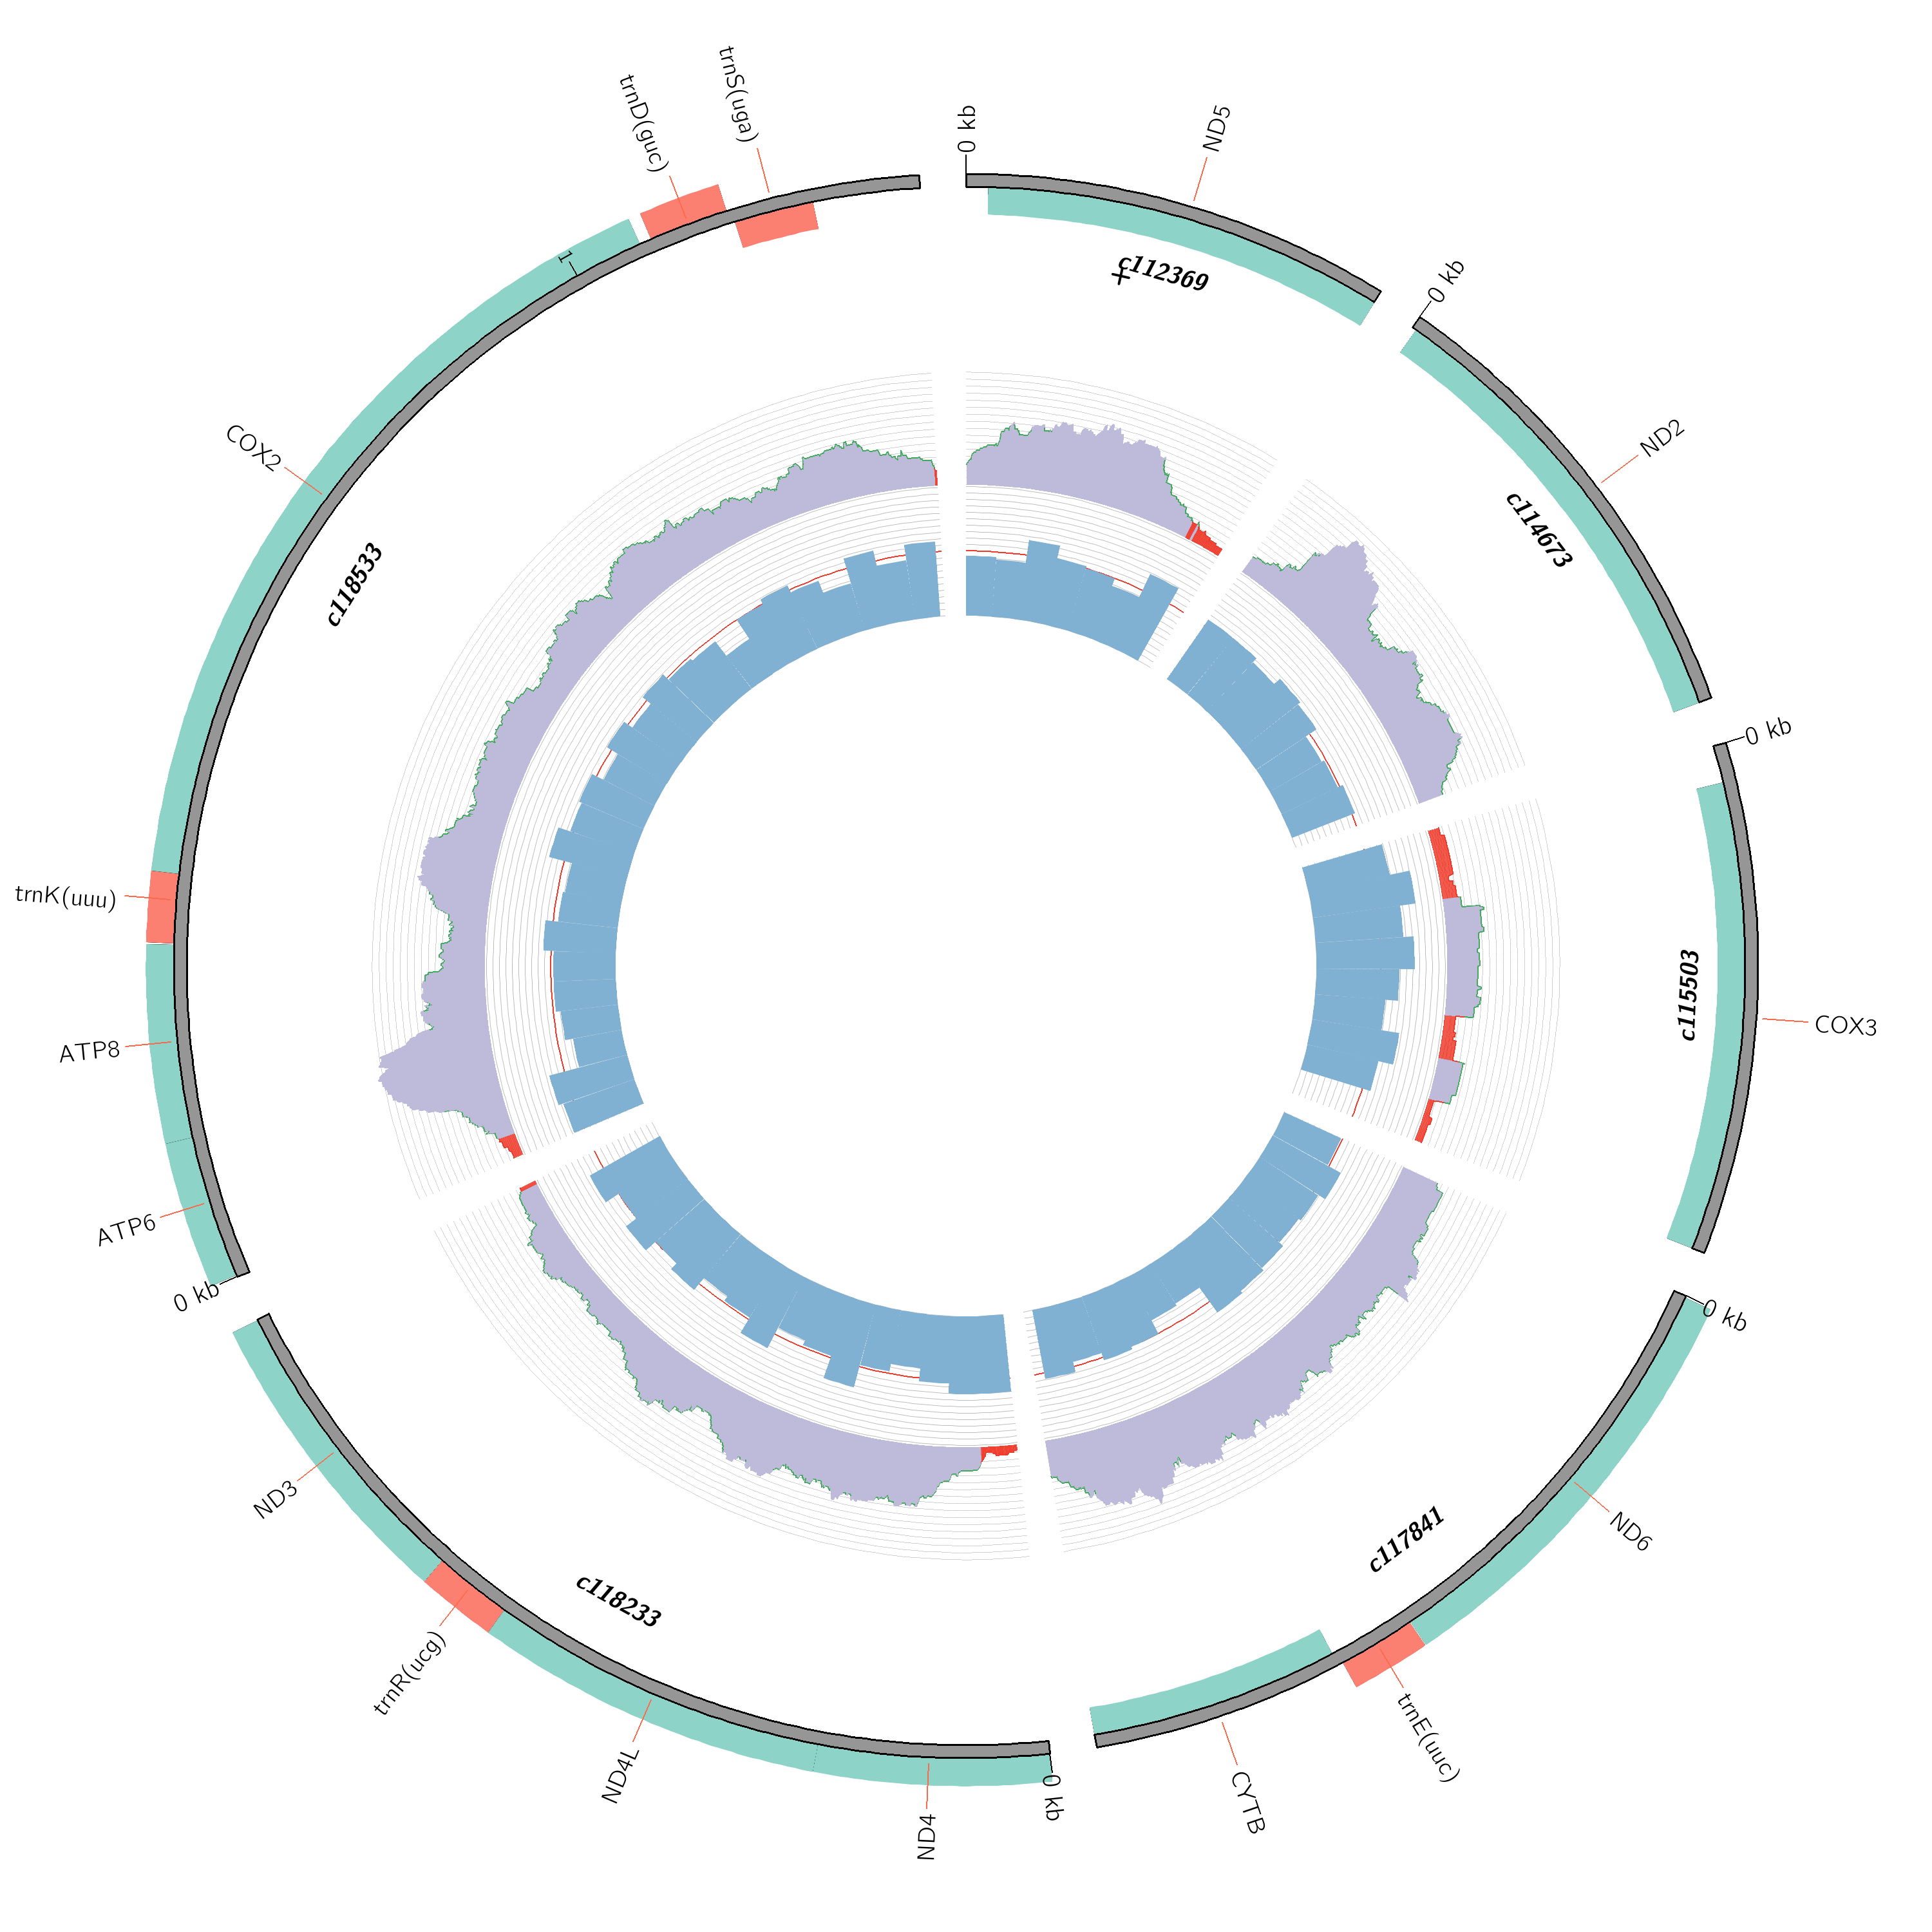 0 kb
ND5
+
c112369
0 kb
ND2
c114673
0 kb
COX3
c115503
0 kb
ND6
c117841
trnE(uuc)
CYTB
0 kb
ND4
ND4L
c118233
trnR(ucg)
ND3
0 kb
ATP6
ATP8
trnK(uuu)
COX2
c118533
1
trnD(guc)
trnS(uga)